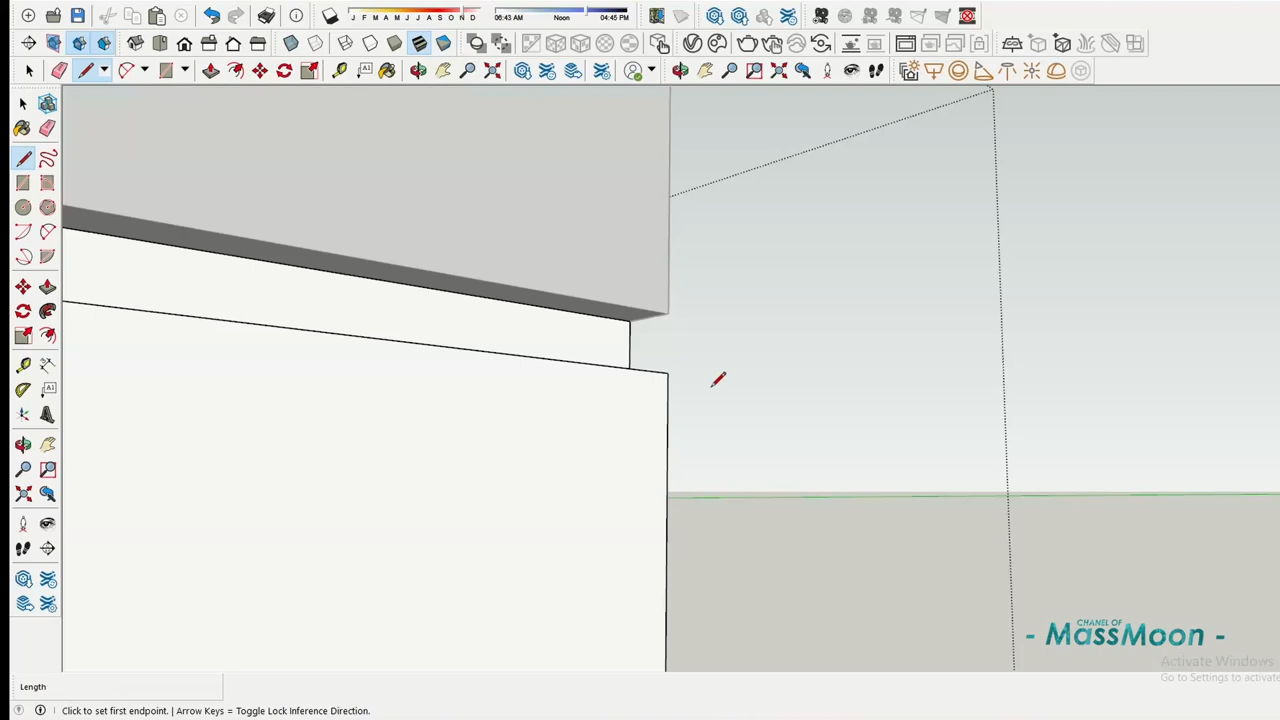 J F M A M J J A S O N D
06:43 AM Noon 04:45 PM
CHANEL OF
- MassMoon -
Activate Windows
Go to Settings to activate
Length
Click to set first endpoint. | Arrow Keys = Toggle Lock Inference Direction.